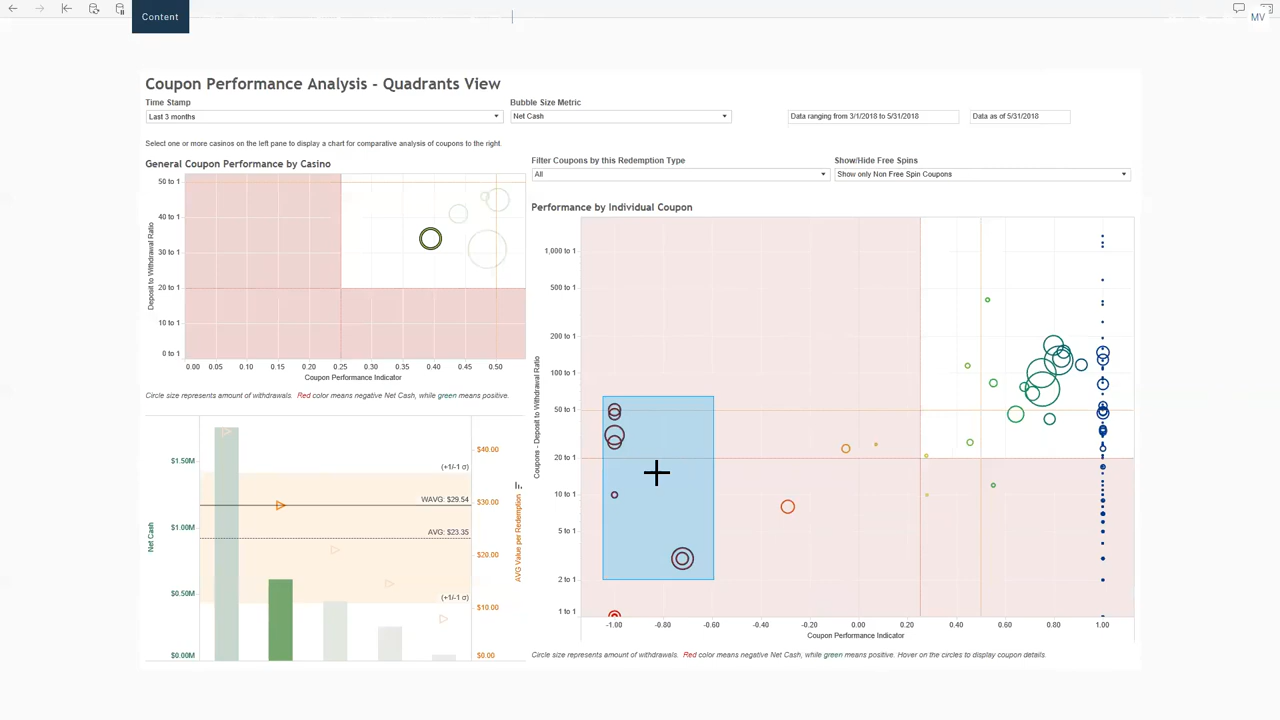 Content
MV
Coupon Performance Analysis - Quadrants View
Time Stamp
Bubble Size Metric
Last 3 months
Net Cash
Data ranging from 3/1/2018 to 5/31/2018
Data as of 5/31/2018
Select one or more casinos on the left pane to display a chart for comparative analysis of coupons to the right.
General Coupon Performance by Casino
Filter Coupons by this Redemption Type
Show/Hide Free Spins
All
Show only Non Free Spin Coupons
Performance by Individual Coupon
Deposit to Withdrawal Ratio
50 to 1
40 to 1
30 to 1
20 to 1
10 to 1
0 to 1
0.00 0.05 0.10 0.15 0.20 0.25 0.30 0.35 0.40 0.45 0.50
Coupon Performance Indicator
Circle size represents amount of withdrawals. Red color means negative Net Cash, while green means positive.
Net Cash
$1.50M
$1.00M
$0.50M
$0.00M
(+1/-1 σ)
WAVG: $29.54
AVG: $23.35
(+1/-1 σ)
$40.00
$30.00
$20.00
$10.00
$0.00
AVG Value per Redemption
Coupons - Deposit to Withdrawal Ratio
1,000 to 1
500 to 1
200 to 1
100 to 1
50 to 1
20 to 1
10 to 1
5 to 1
2 to 1
1 to 1
-1.00 -0.80 -0.60 -0.40 -0.20 0.00 0.20 0.40 0.60 0.80 1.00
Coupon Performance Indicator
Circle size represents amount of withdrawals. Red color means negative Net Cash, while green means positive. Hover on the circles to display coupon details